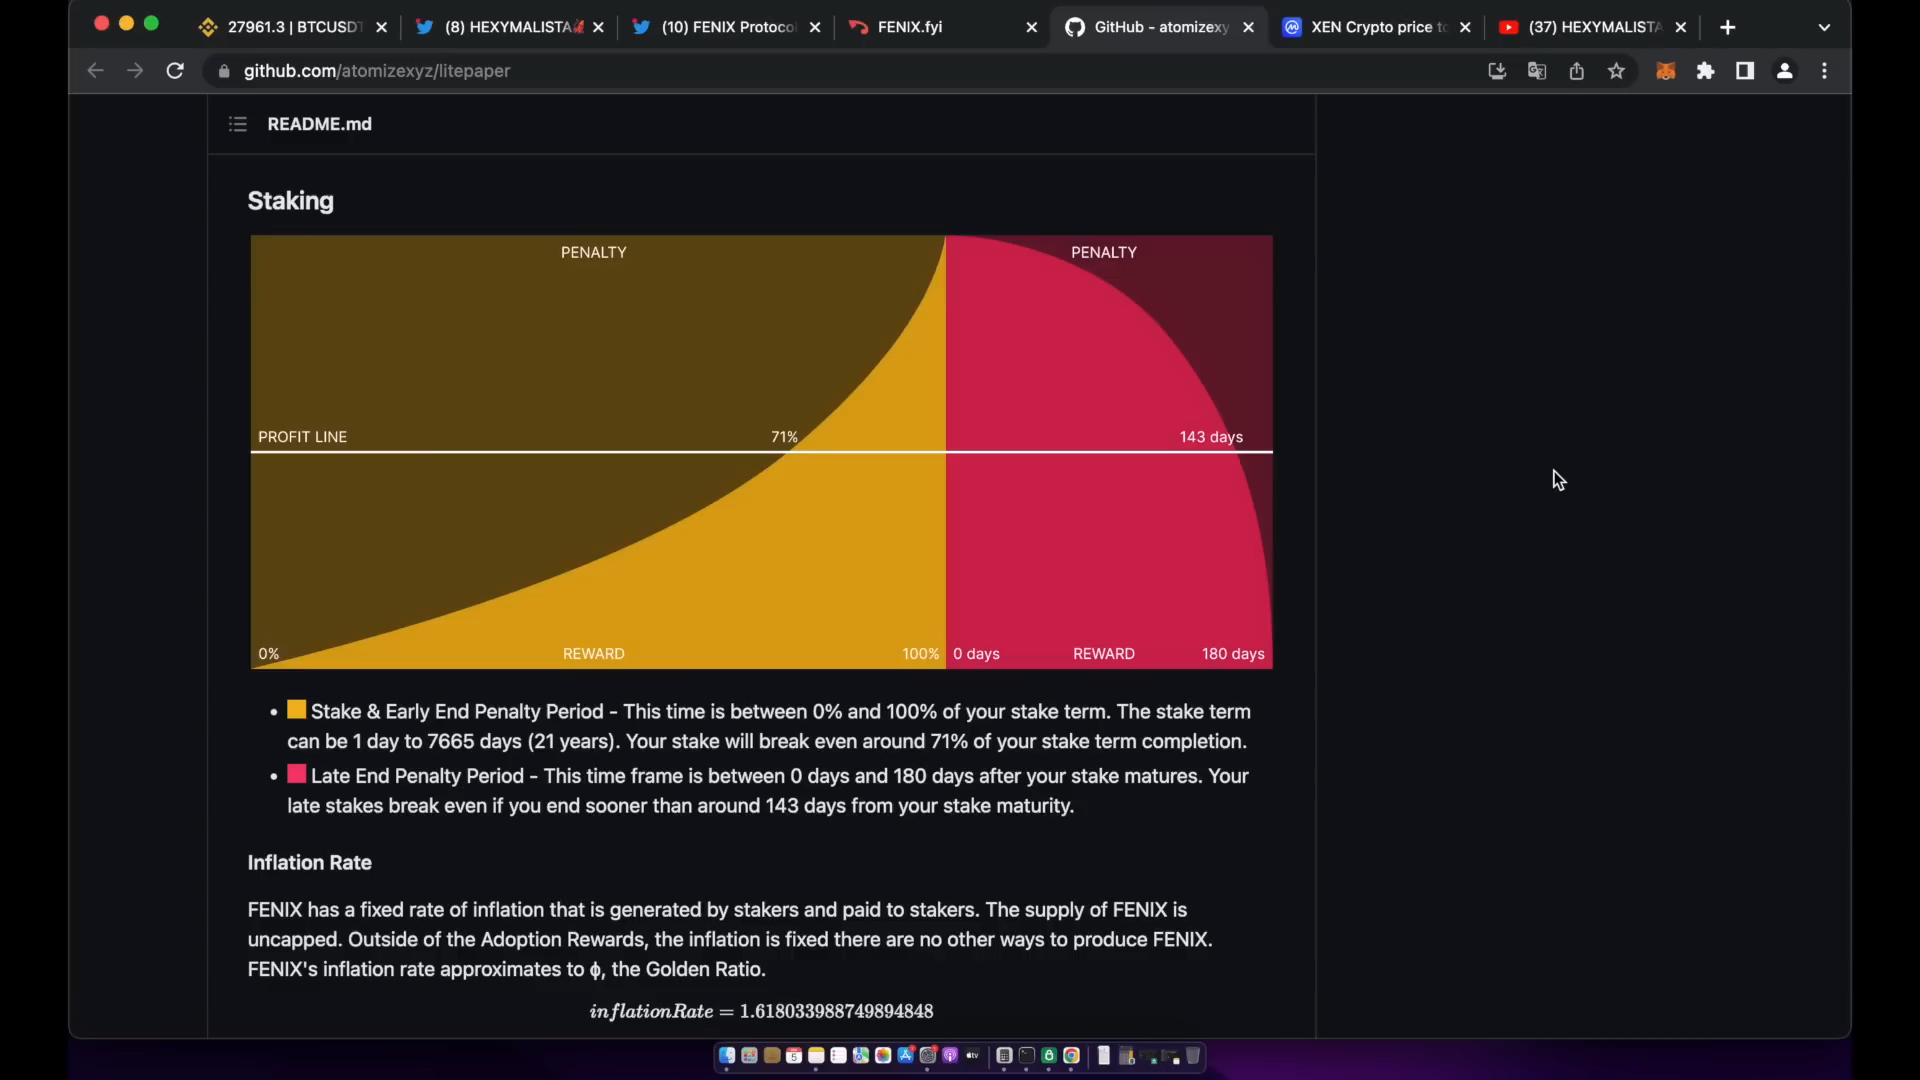 27961.3 | BTCUSDT
(8) HEXYMALISTA
(10) FENIX Protoco
FENIX.fyi
GitHub - atomizexy
XEN Crypto price to
(37) HEXYMALISTA
github.com/atomizexyz/litepaper
README.md
Staking
PENALTY
PENALTY
PROFIT LINE
71%
143 days
0%
REWARD
100%
0 days
REWARD
180 days
Stake & Early End Penalty Period - This time is between 0% and 100% of your stake term. The stake term
can be 1 day to 7665 days (21 years). Your stake will break even around 71% of your stake term completion.
Late End Penalty Period - This time frame is between 0 days and 180 days after your stake matures. Your
late stakes break even if you end sooner than around 143 days from your stake maturity.
Inflation Rate
FENIX has a fixed rate of inflation that is generated by stakers and paid to stakers. The supply of FENIX is
uncapped. Outside of the Adoption Rewards, the inflation is fixed there are no other ways to produce FENIX.
FENIX's inflation rate approximates to ϕ, the Golden Ratio.
inflationRate = 1.618033988749894848
5
tv